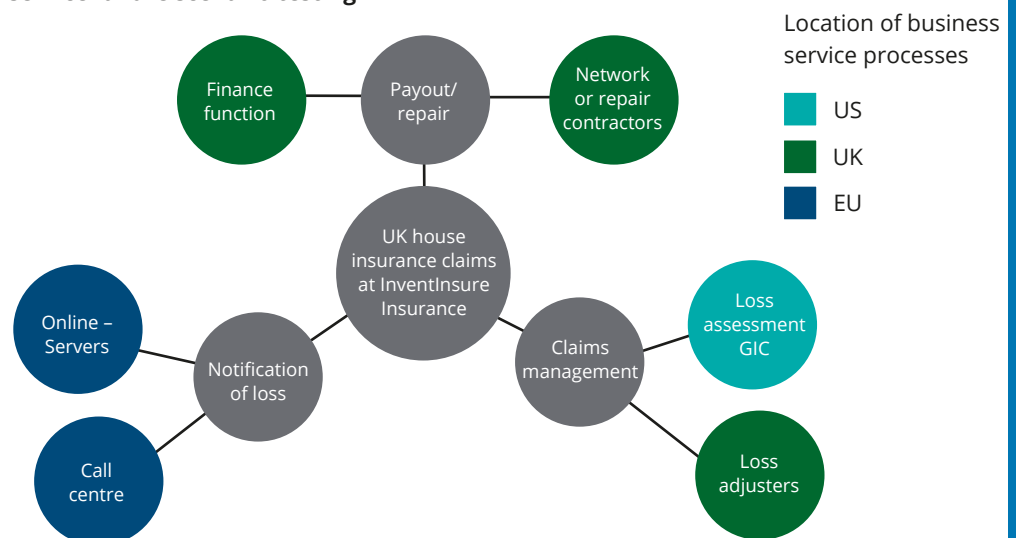 Location of business
service processes
US
UK
EU
Finance
function
Payout/
repair
Network
or repair
contractors
UK house
insurance claims
at InventInsure
Insurance
Online –
Servers
Notification
of loss
Call
centre
Claims
management
Loss
assessment
GIC
Loss
adjusters